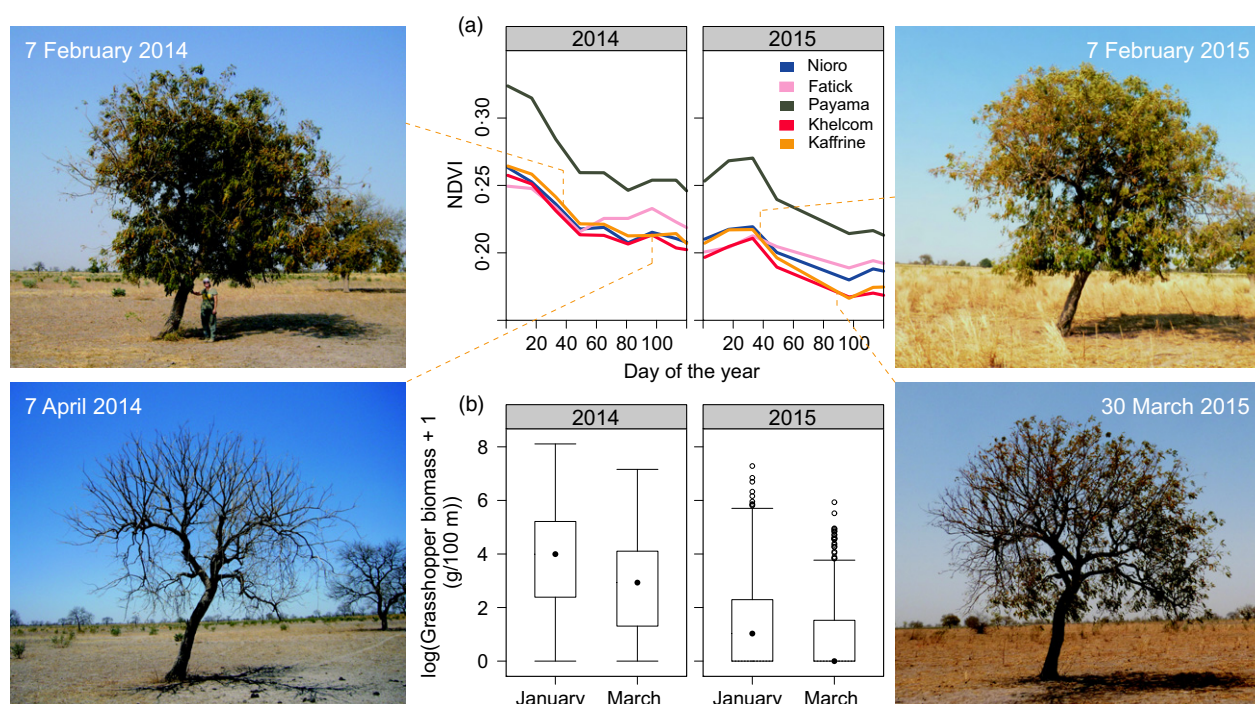 7 February 2014
(a)
2014
2015
7 February 2015
Nioro
Fatick
Payama
Khelcom
Kaffrine
NDVI
0·30
0·25
0·20
20 40 60 80 100
20 40 60 80 100
Day of the year
7 April 2014
(b)
2014
2015
30 March 2015
log(Grasshopper biomass + 1
(g/100 m))
8
6
4
2
0
January March
January March